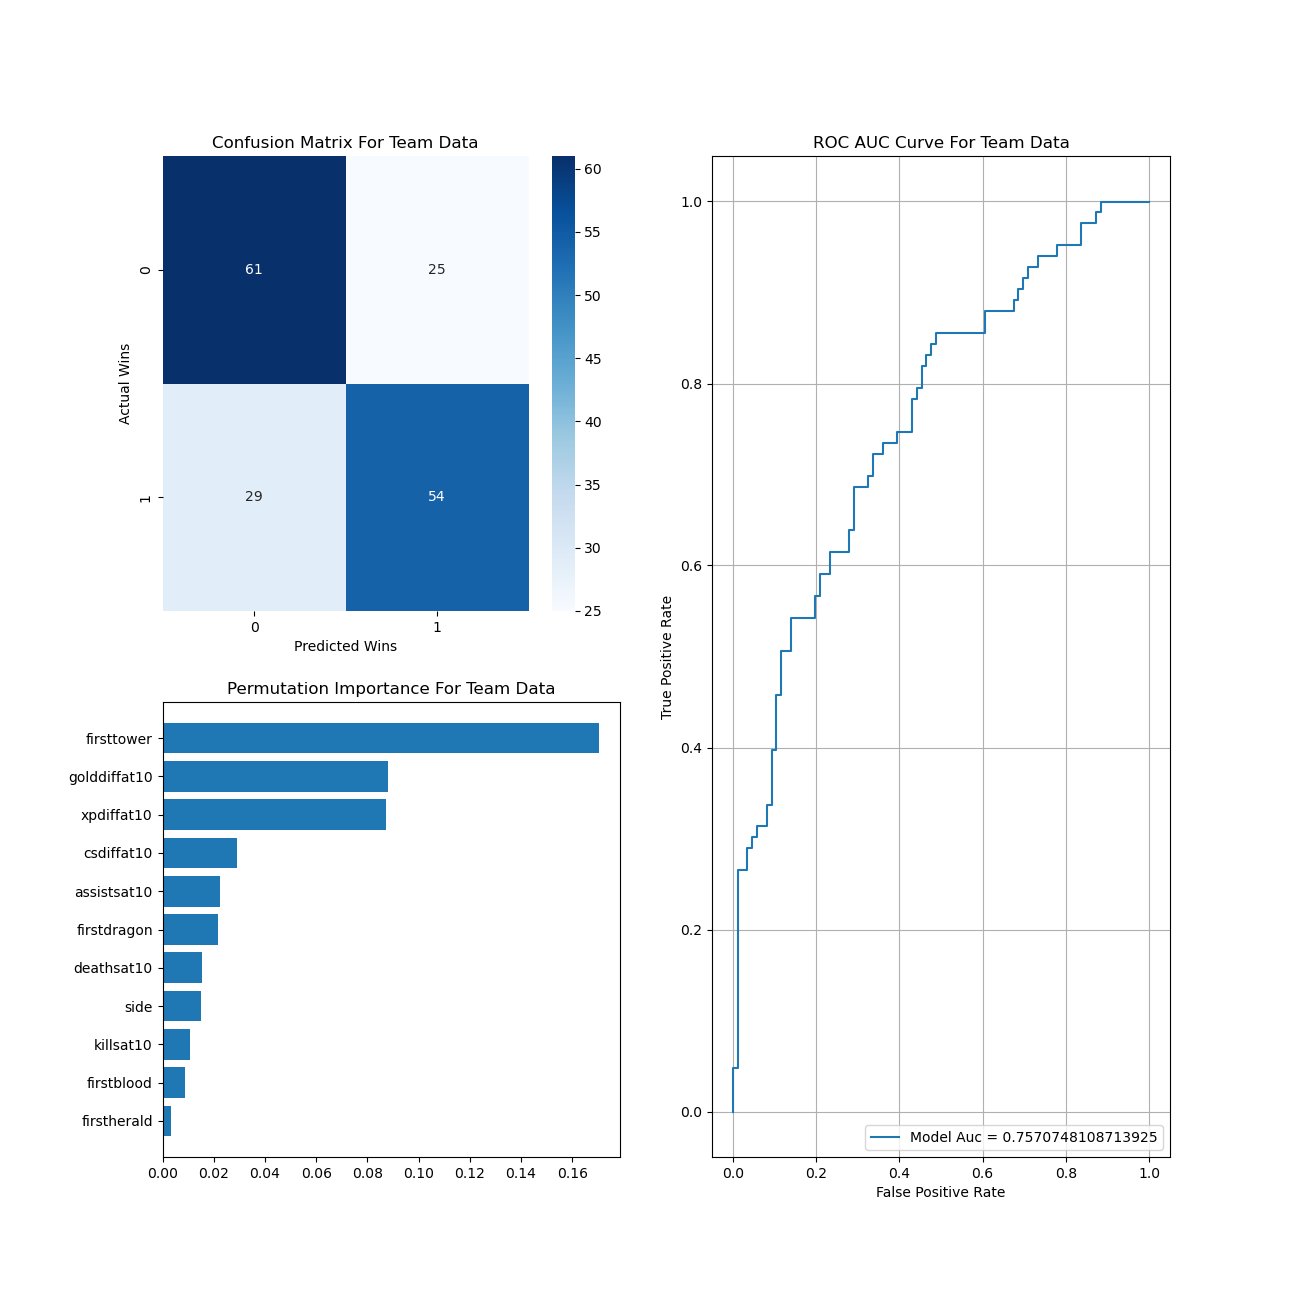 Confusion Matrix For Team Data
Actual Wins
0
1
61
25
29
54
0
1
Predicted Wins
60
55
50
45
40
35
30
25
Permutation Importance For Team Data
firsttower
golddiffat10
xpdiffat10
csdiffat10
assistsat10
firstdragon
deathsat10
side
killsat10
firstblood
firstherald
0.00 0.02 0.04 0.06 0.08 0.10 0.12 0.14 0.16
ROC AUC Curve For Team Data
True Positive Rate
1.0
0.8
0.6
0.4
0.2
0.0
Model Auc = 0.7570748108713925
0.0 0.2 0.4 0.6 0.8 1.0
False Positive Rate